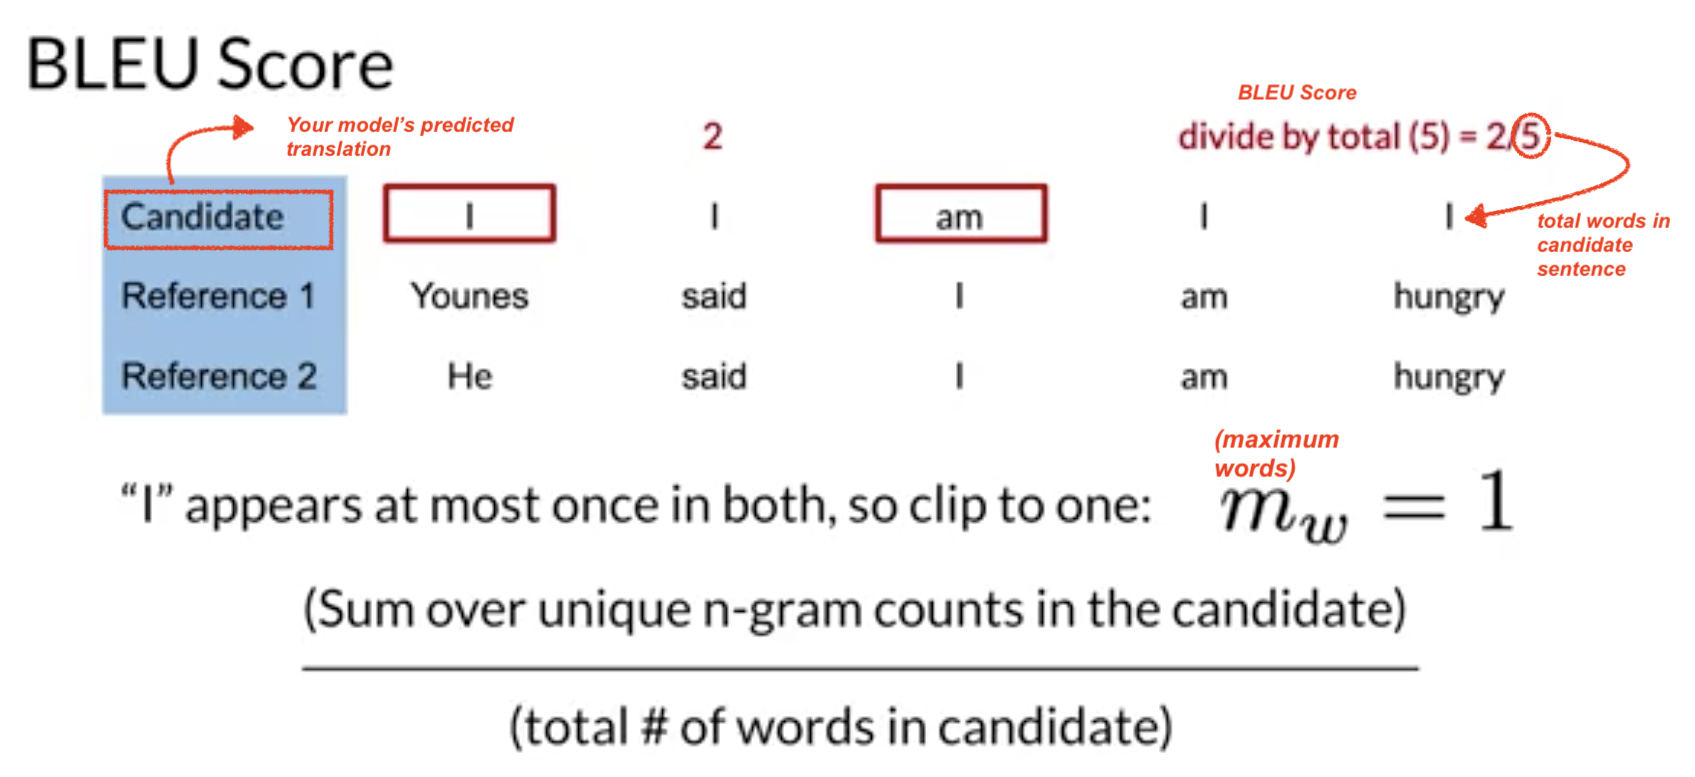 BLEU Score
BLEU Score
Your model's predicted
translation
2
divide by total (5) = 2/5
Candidate I I am I I
total words in
candidate
sentence
Reference 1 Younes said I am hungry
Reference 2 He said I am hungry
(maximum
words)
“I” appears at most once in both, so clip to one: m_w = 1
(Sum over unique n-gram counts in the candidate)
(total # of words in candidate)